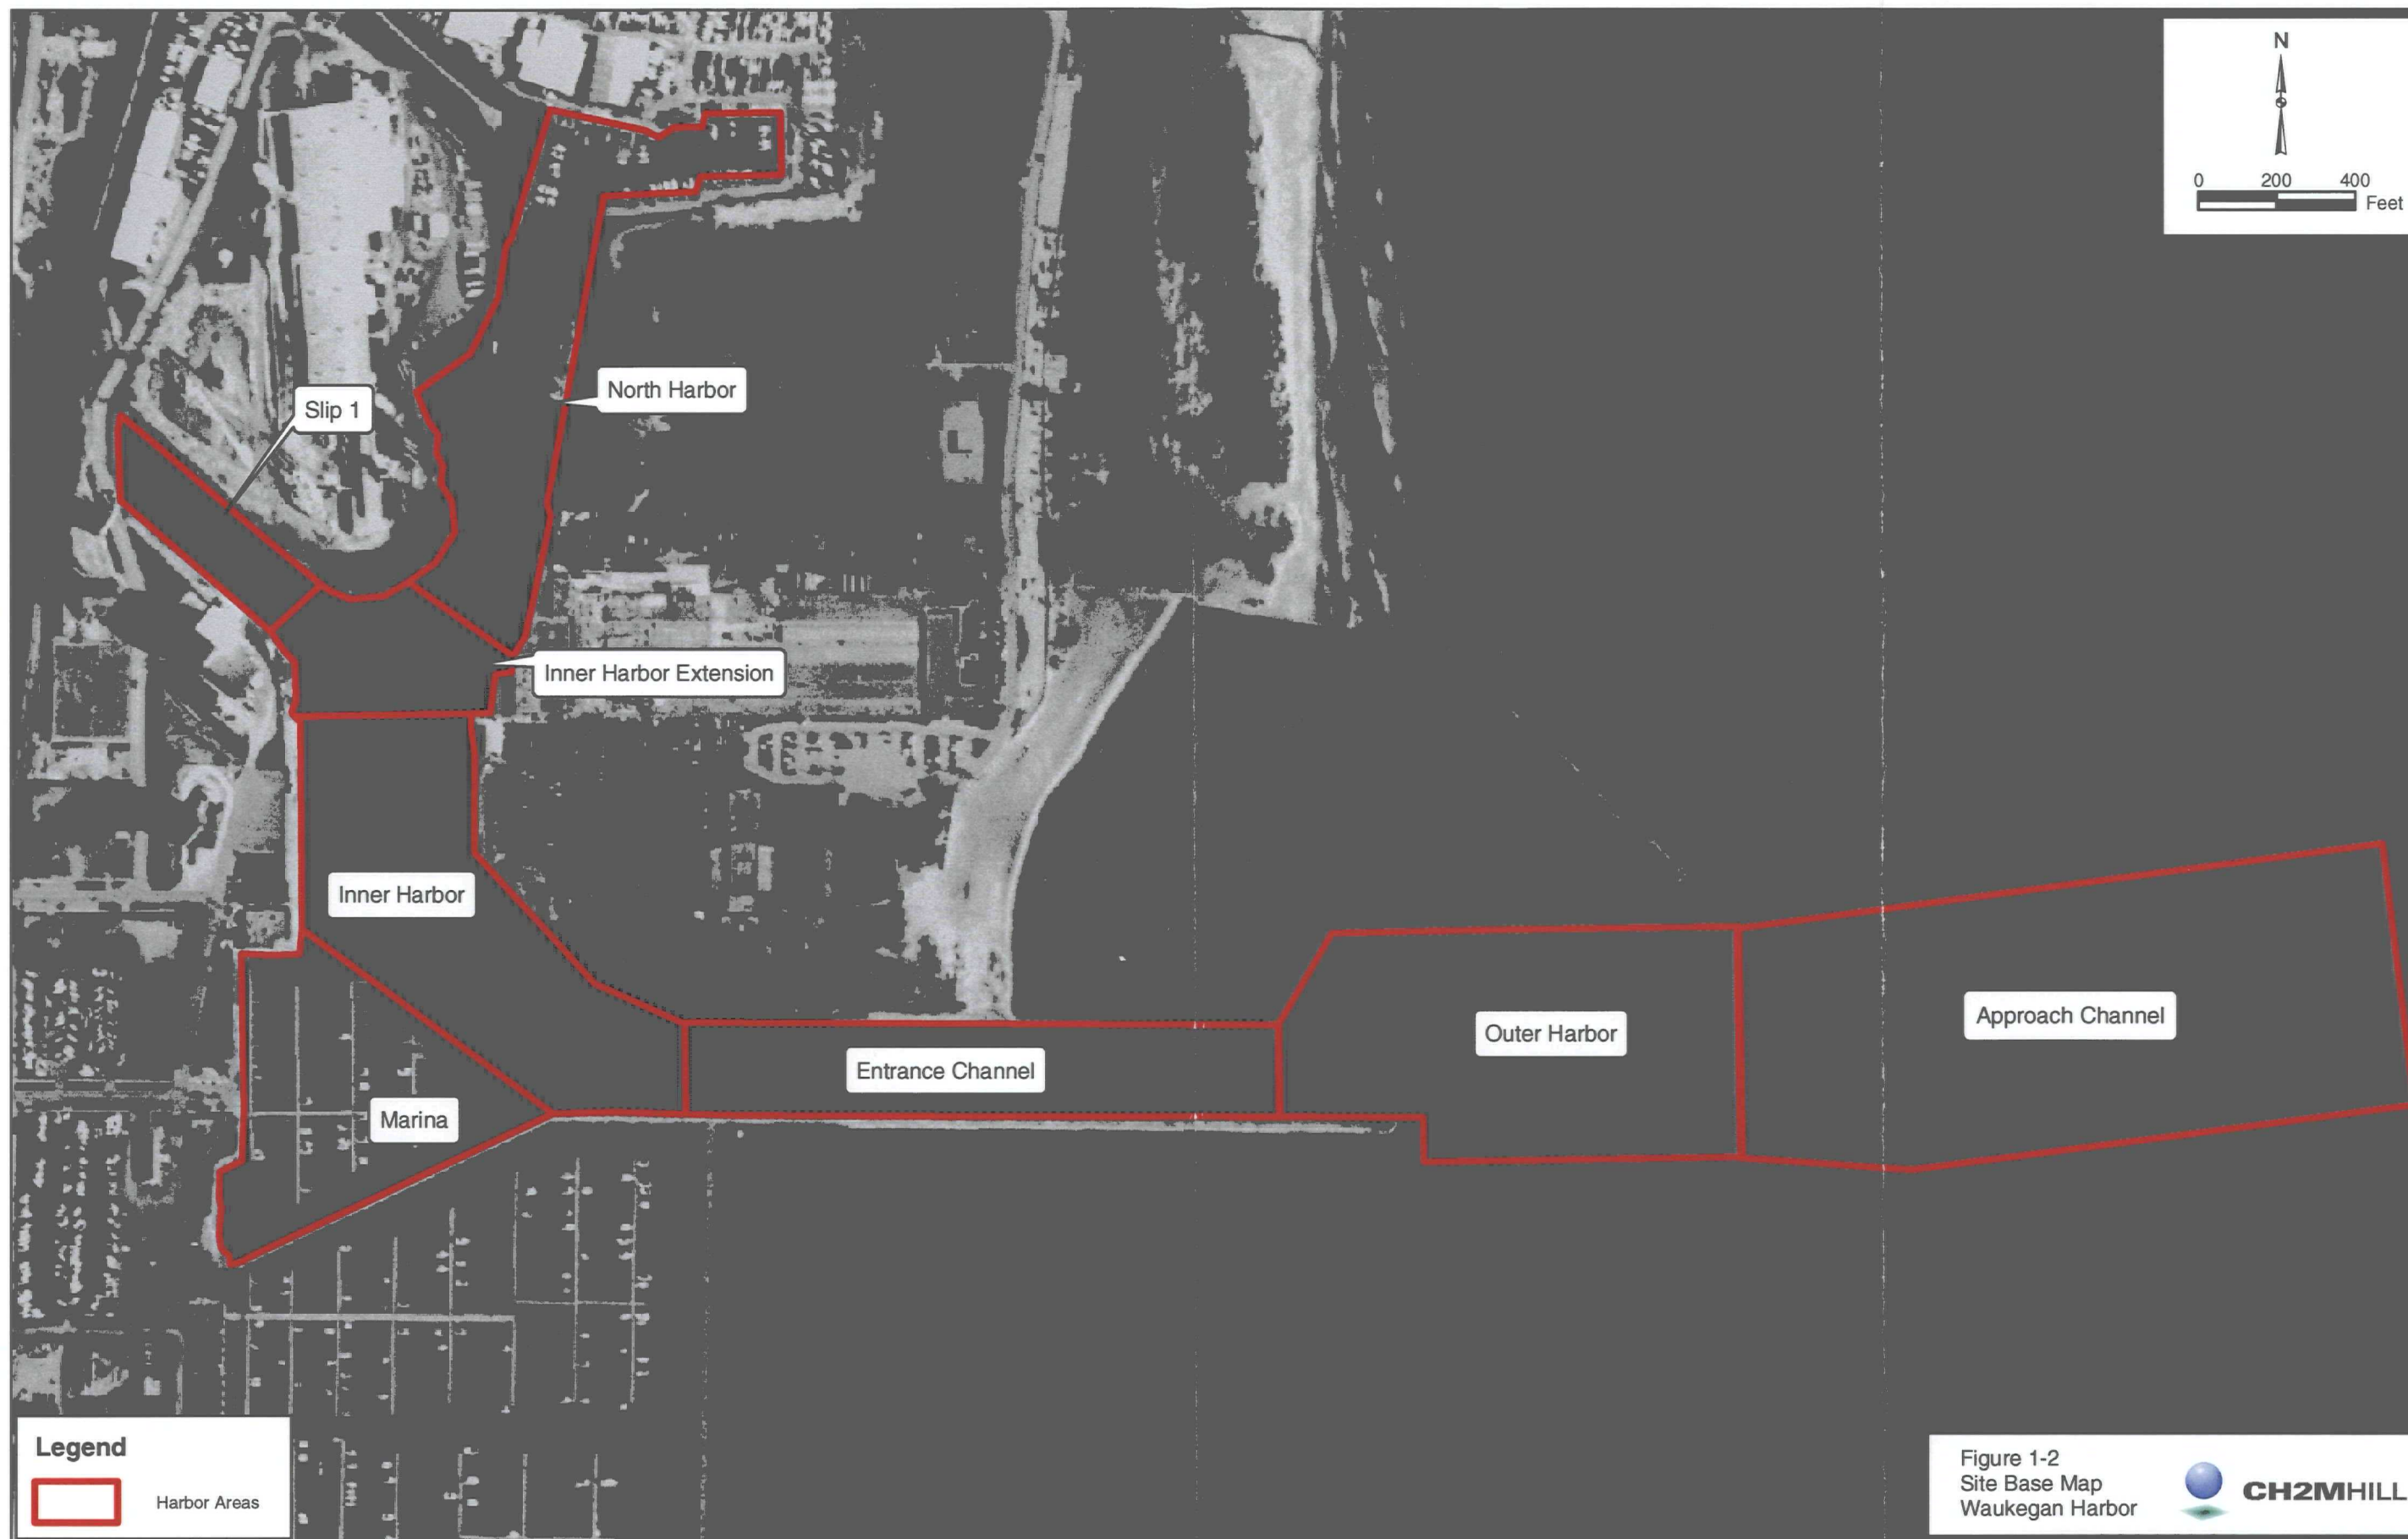 N
0 200 400
Feet
North Harbor
Slip 1
Inner Harbor Extension
Inner Harbor
Approach Channel
Outer Harbor
Entrance Channel
Marina
Legend
Harbor Areas
Figure 1-2
Site Base Map
Waukegan Harbor
CH2MHILL